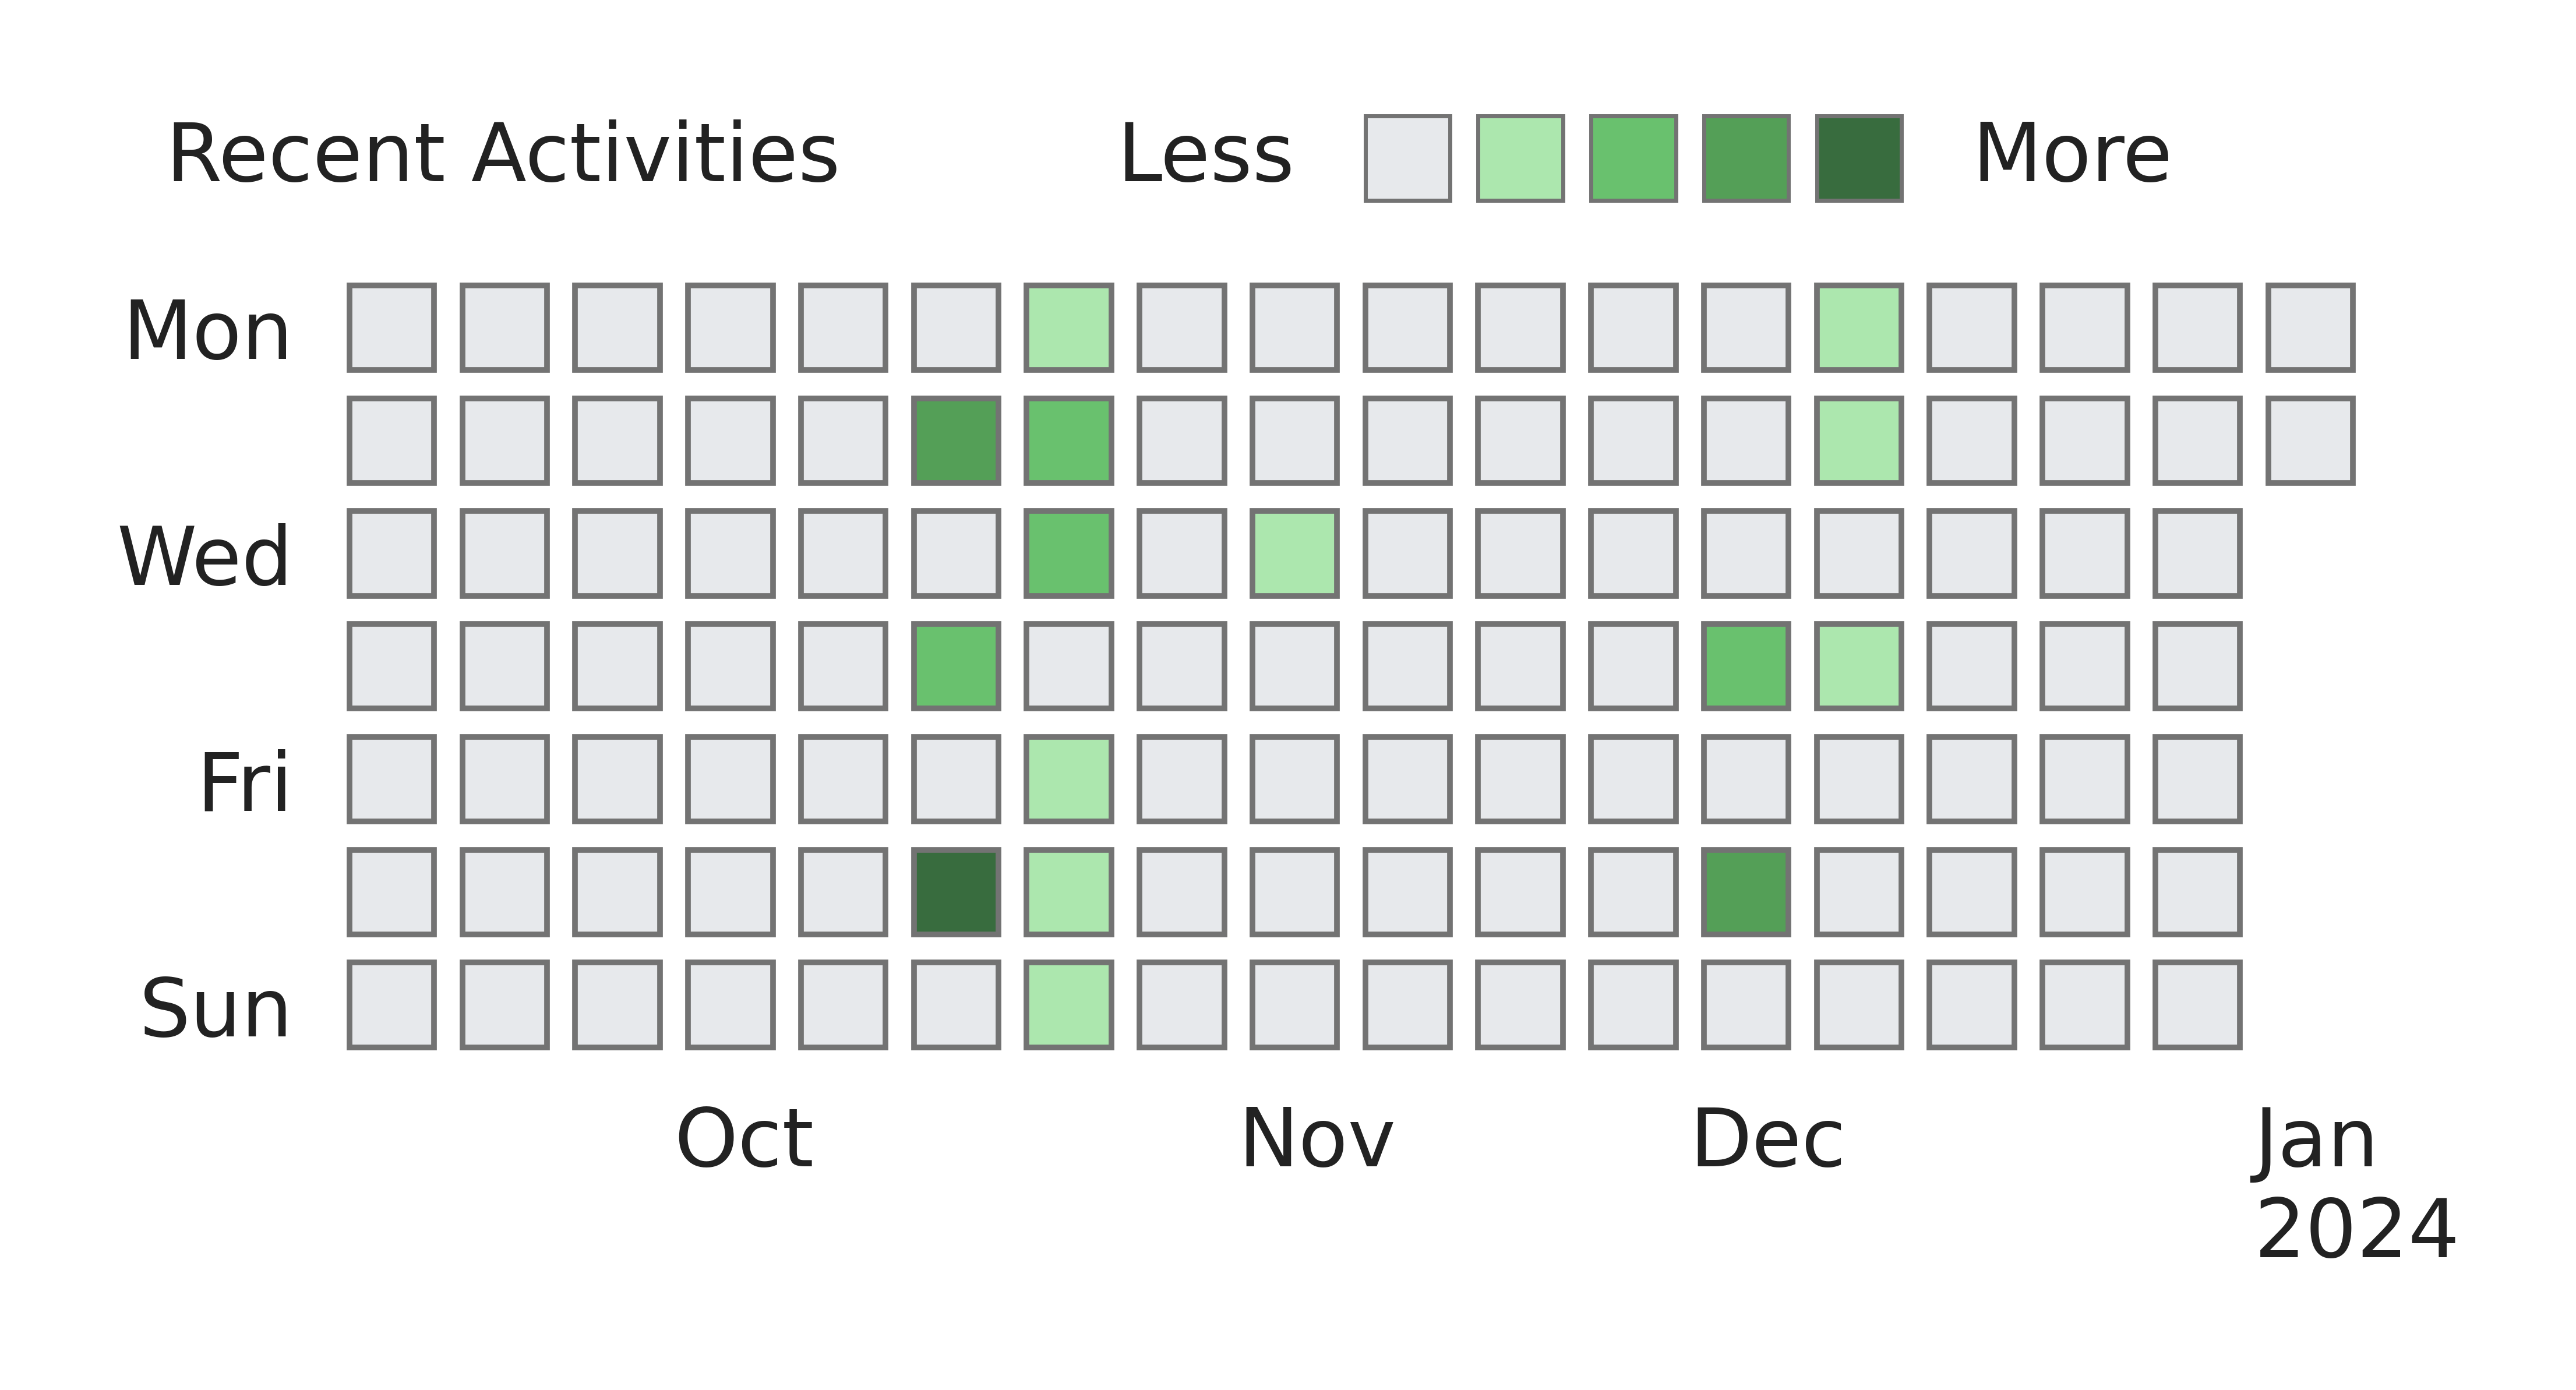 Recent Activities
Less
More
Mon
Wed
Fri
Sun
Oct
Nov
Dec
Jan
2024